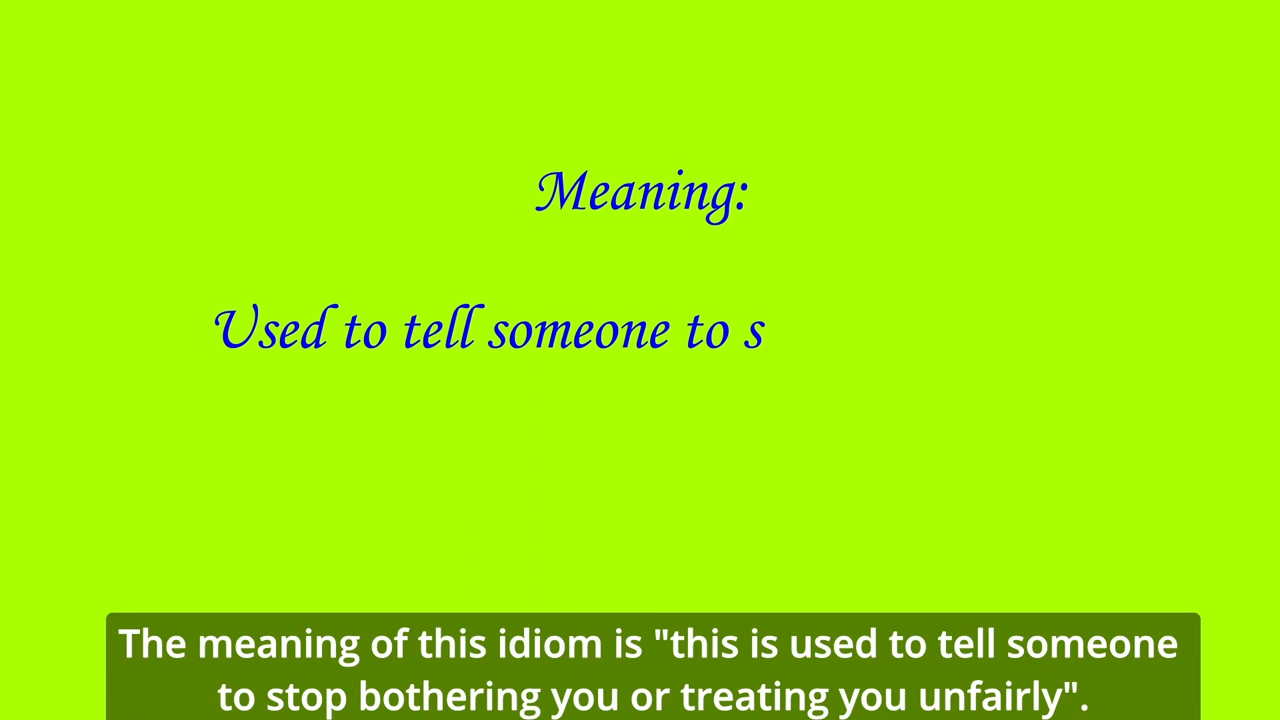 Meaning:
Used to tell someone to s
The meaning of this idiom is "this is used to tell someone
to stop bothering you or treating you unfairly".